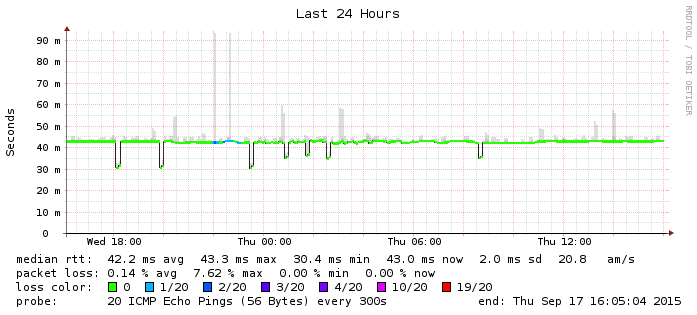 Last 24 Hours
RRDTOOL / TOBI OETIKER
Seconds
90 m
80 m
70 m
60 m
50 m
40 m
30 m
20 m
10 m
0
Wed 18:00 Thu 00:00 Thu 06:00 Thu 12:00
median rtt: 42.2 ms avg 43.3 ms max 30.4 ms min 43.0 ms now 2.0 ms sd 20.8 am/s
packet loss: 0.14 % avg 7.62 % max 0.00 % min 0.00 % now
loss color: 0 1/20 2/20 3/20 4/20 10/20 19/20
probe: 20 ICMP Echo Pings (56 Bytes) every 300s end: Thu Sep 17 16:05:04 2015